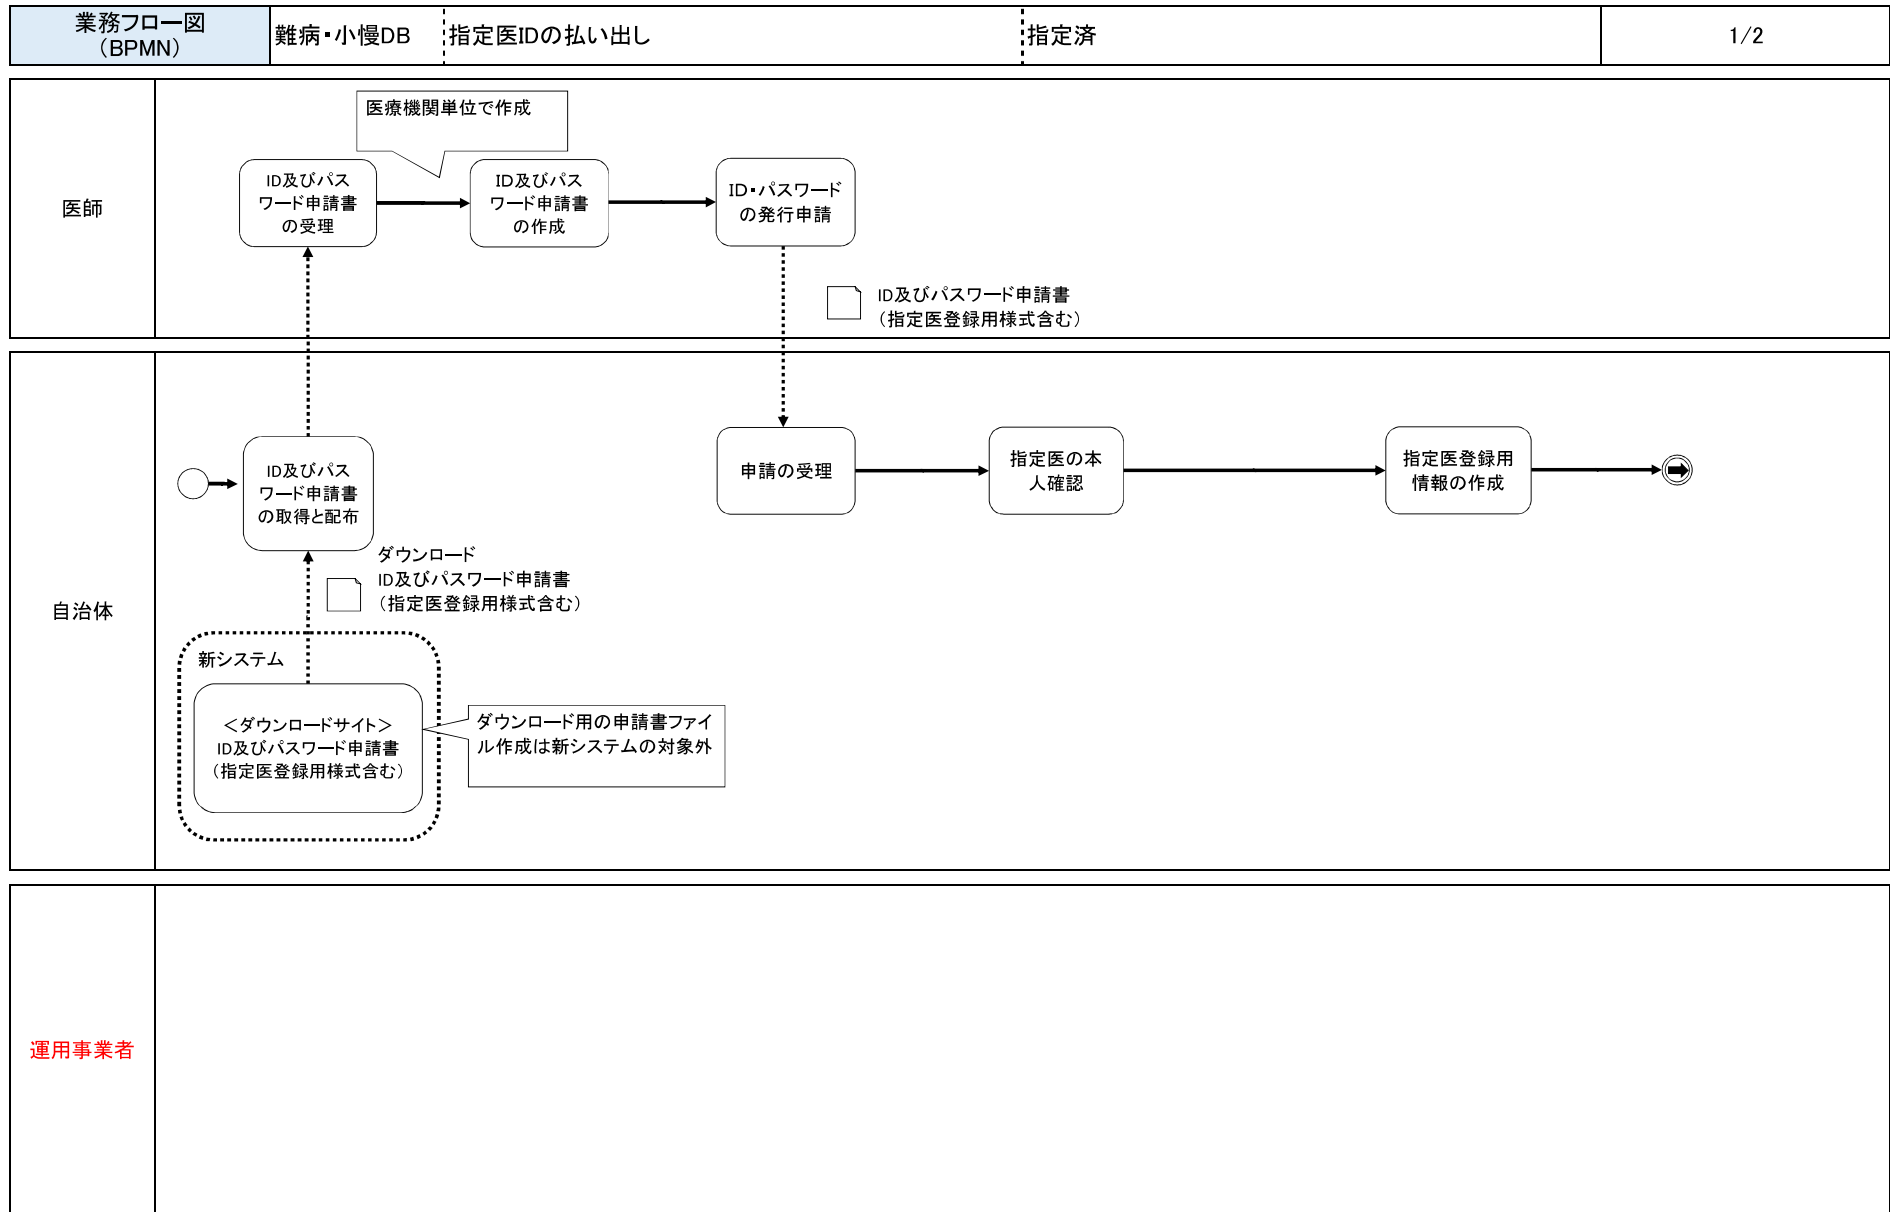 業務フロー図
（BPMN）
難病・小慢DB
指定医IDの払い出し
指定済
1/2
医師
医療機関単位で作成
ID及びパス
ワード申請書
の受理
ID及びパス
ワード申請書
の作成
ID・パスワード
の発行申請
ID及びパスワード申請書
（指定医登録用様式含む）
自治体
ID及びパス
ワード申請書
の取得と配布
申請の受理
指定医の本
人確認
指定医登録用
情報の作成
ダウンロード
ID及びパスワード申請書
（指定医登録用様式含む）
新システム
＜ダウンロードサイト＞
ID及びパスワード申請書
（指定医登録用様式含む）
ダウンロード用の申請書ファイ
ル作成は新システムの対象外
運用事業者